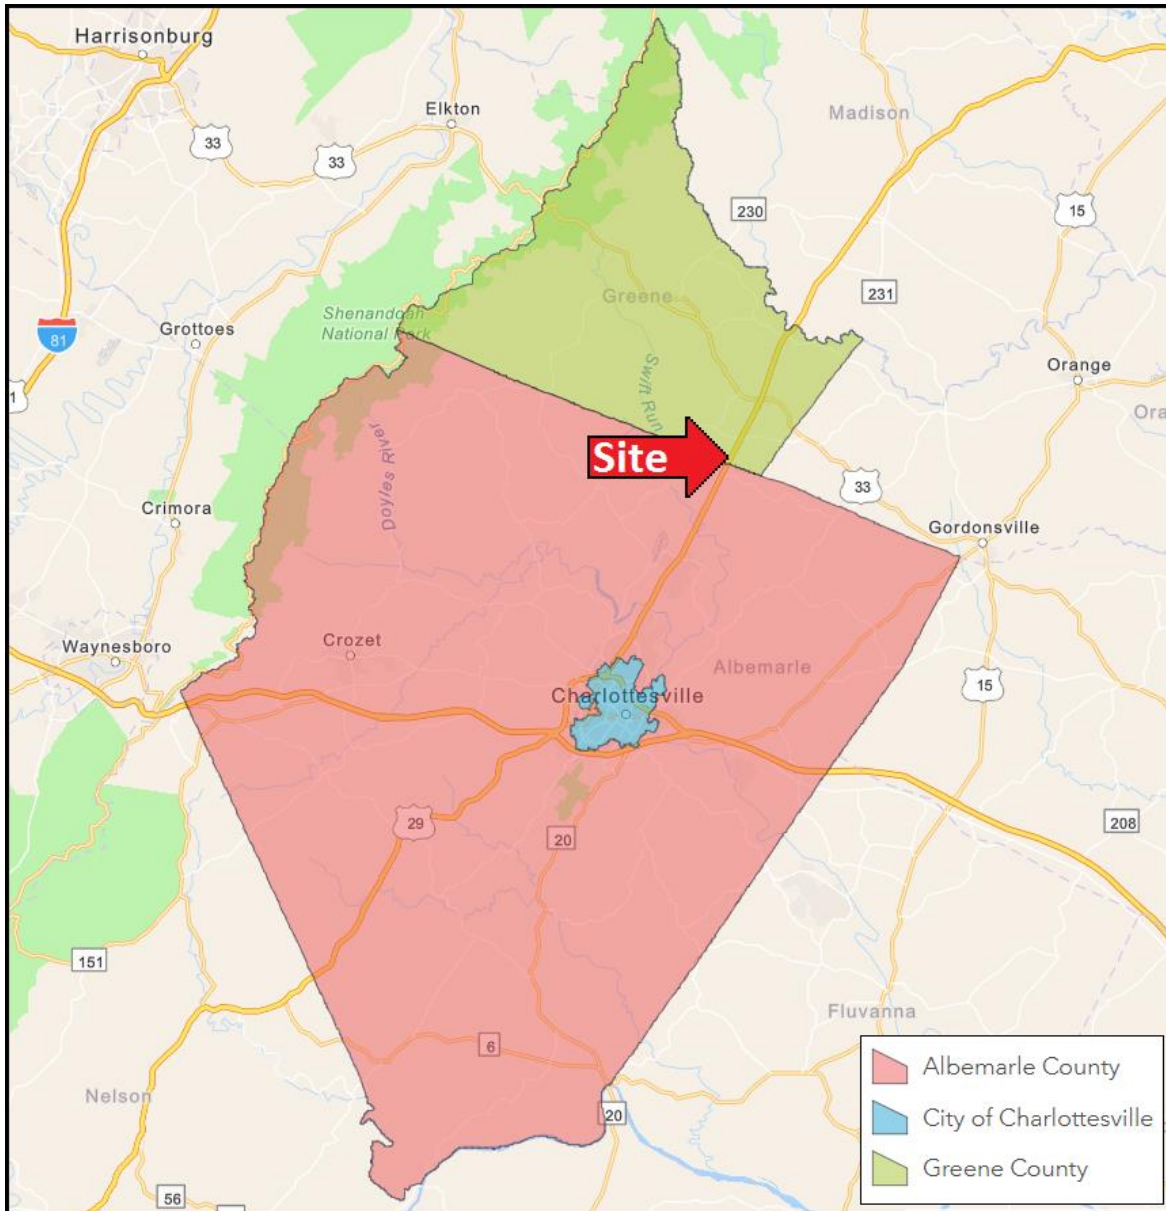 Harrisonburg
Elkton
Madison
33
33
230
15
231
Greene
Shenandoah
National Park
81
Grottoes
Orange
1
Ora
Swift Run
Site
Doyles River
33
Crimora
Gordonsville
Waynesboro
Crozet
Albemarle
15
Charlottesville
29
20
208
151
Fluvanna
6
Nelson
20
56
Albemarle County
City of Charlottesville
Greene County